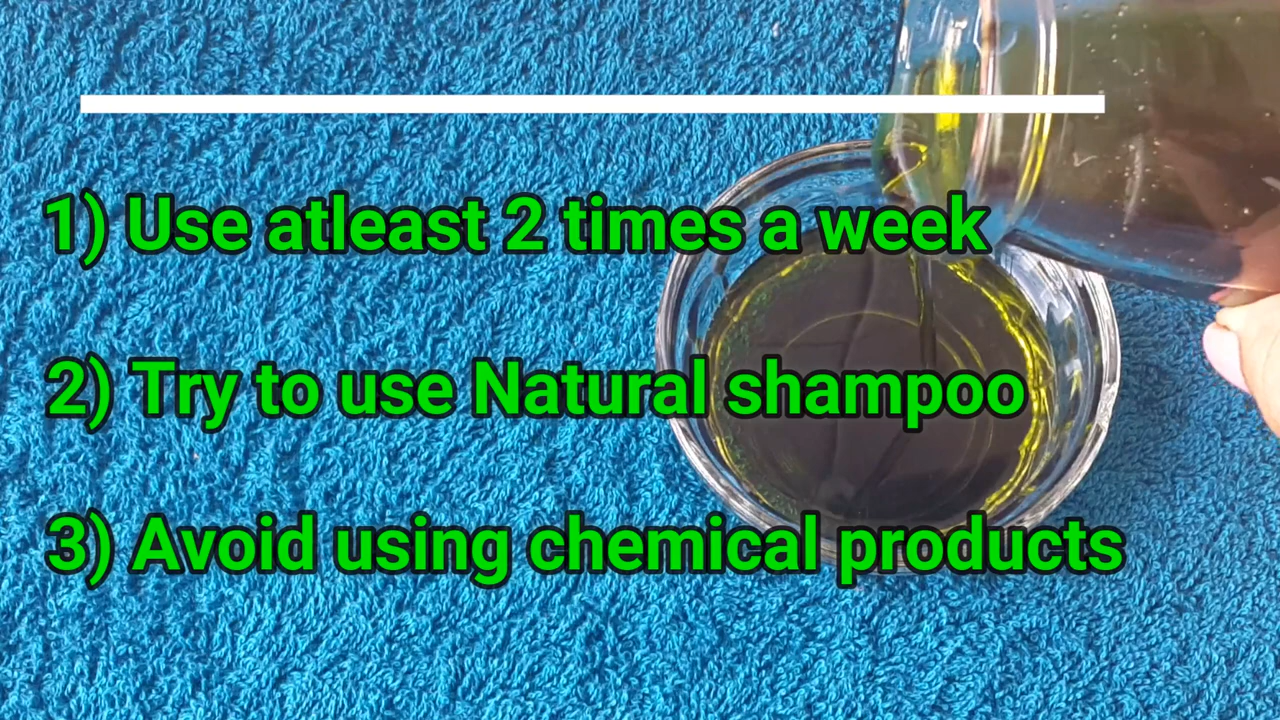 1) Use atleast 2 times a week
2) Try to use Natural shampoo
3) Avoid using chemical products